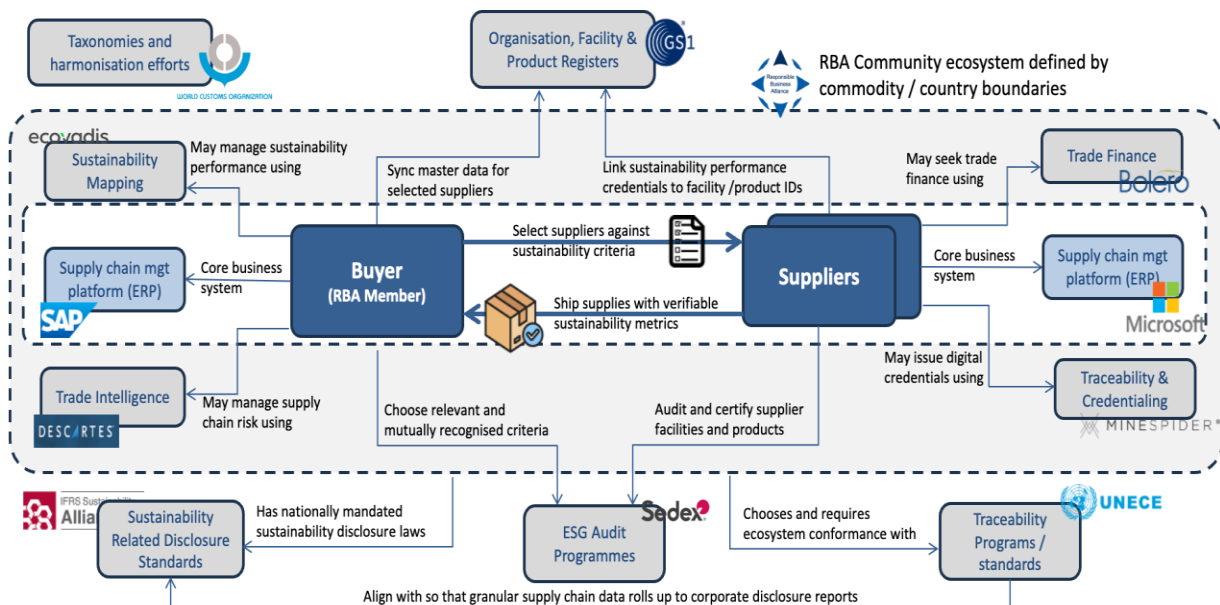 Taxonomies and
harmonisation efforts
WORLD CUSTOMS ORGANIZATION
Organisation, Facility &
Product Registers
GS1
Responsible
Business
Alliance
RBA Community ecosystem defined by
commodity / country boundaries
ecovadis
Sustainability
Mapping
May manage sustainability
performance using
Sync master data for
selected suppliers
Link sustainability performance
credentials to facility /product IDs
May seek trade
finance using
Trade Finance
Bolero
Supply chain mgt
platform (ERP)
SAP
Core business
system
Buyer
(RBA Member)
Select suppliers against
sustainability criteria
Ship supplies with verifiable
sustainability metrics
Suppliers
Core business
system
Supply chain mgt
platform (ERP)
Microsoft
Trade Intelligence
DESCARTES
May manage supply
chain risk using
Choose relevant and
mutually recognised criteria
Audit and certify supplier
facilities and products
May issue digital
credentials using
Traceability &
Credentialing
MINESPIDER
IFRS Sustainability
Alli
Sustainability
Related Disclosure
Standards
Has nationally mandated
sustainability disclosure laws
ESG Audit
Programmes
Sedex
Chooses and requires
ecosystem conformance with
Traceability
Programs /
standards
UNECE
Align with so that granular supply chain data rolls up to corporate disclosure reports